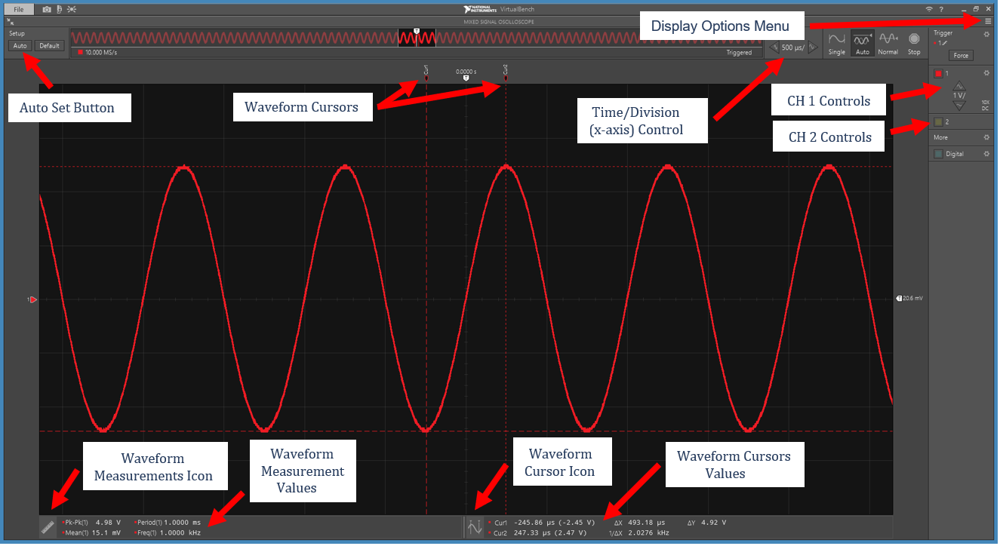 File
NATIONAL INSTRUMENTS VirtualBench
?
MIXED SIGNAL OSCILLOSCOPE
Display Options Menu
Setup
Auto Default
10.000 MS/s
Triggered
500 µs/
Single Auto Normal Stop
Trigger
1
Force
Cur1
0.0000 s
T
Cur2
1
1 V/
10X
DC
2
More
Digital
Auto Set Button
Waveform Cursors
Time/Division
(x-axis) Control
CH 1 Controls
CH 2 Controls
1
T 20.6 mV
Waveform
Measurements Icon
Waveform
Measurement
Values
Waveform
Cursor Icon
Waveform Cursors
Values
Pk-Pk(1) 4.98 V Period(1) 1.0000 ms
Mean(1) 15.1 mV Freq(1) 1.0000 kHz
Cur1 -245.86 µs (-2.45 V) ΔX 493.18 µs ΔY 4.92 V
Cur2 247.33 µs (2.47 V) 1/ΔX 2.0276 kHz